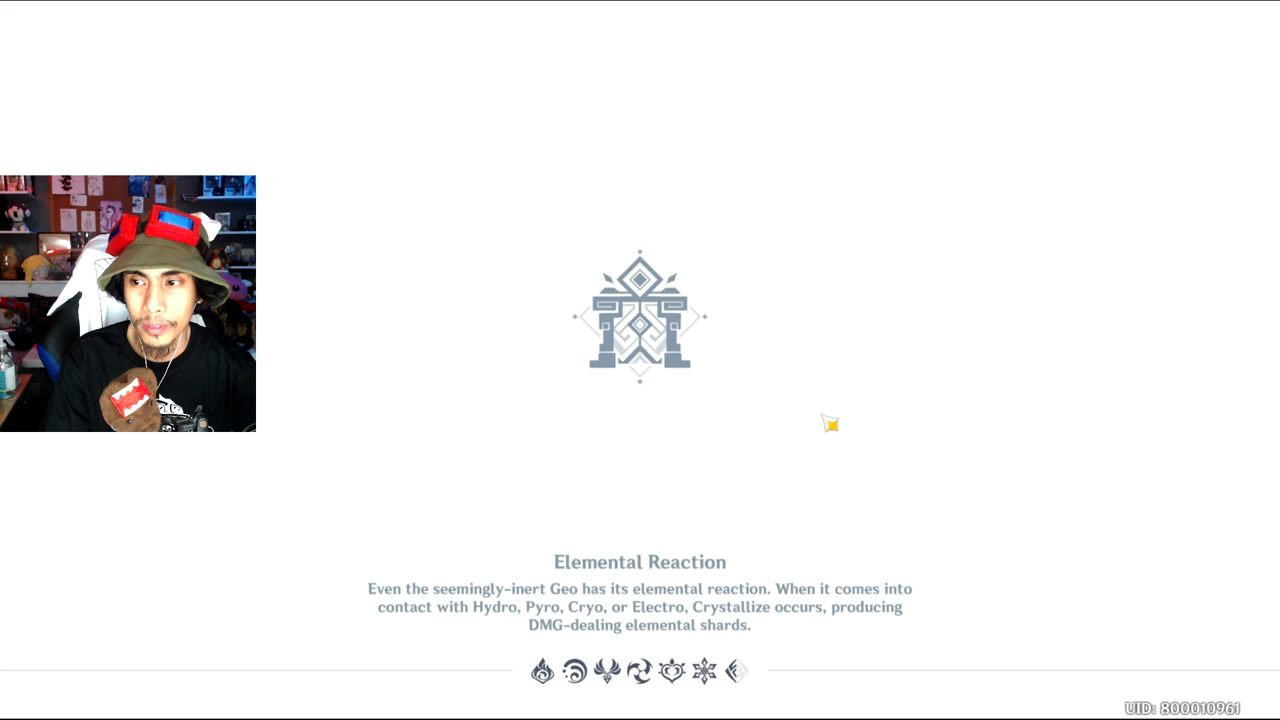 Elemental Reaction
Even the seemingly-inert Geo has its elemental reaction. When it comes into
contact with Hydro, Pyro, Cryo, or Electro, Crystallize occurs, producing
DMG-dealing elemental shards.
UID: 800010961